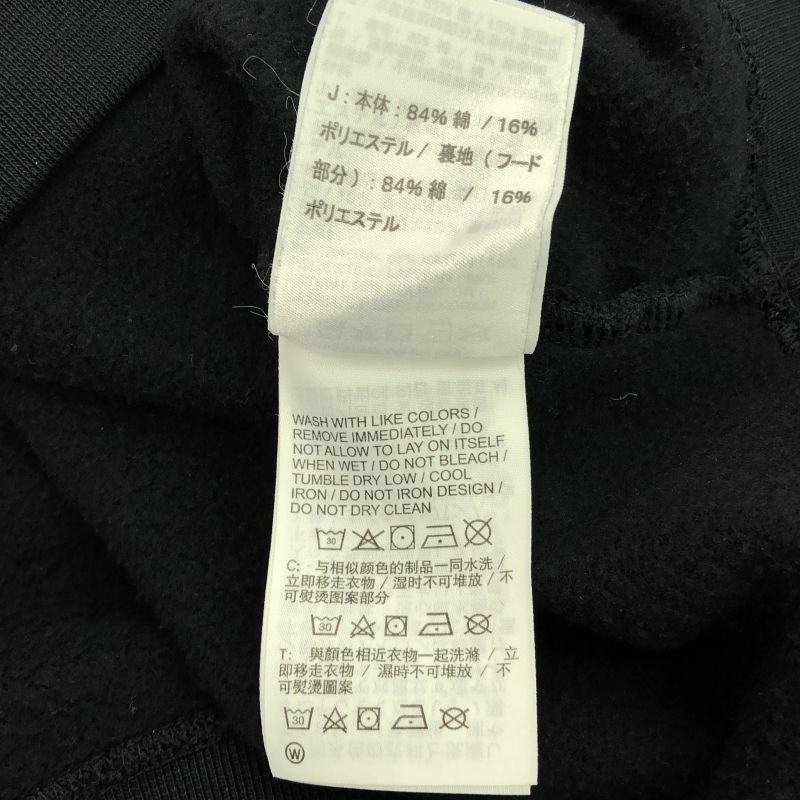 J : 本体 : 84% 綿 / 16%
ポリエステル / 裏地 ( フード
部分 ) : 84% 綿 / 16%
ポリエステル
WASH WITH LIKE COLORS /
REMOVE IMMEDIATELY / DO
NOT ALLOW TO LAY ON ITSELF
WHEN WET / DO NOT BLEACH /
TUMBLE DRY LOW / COOL
IRON / DO NOT IRON DESIGN /
DO NOT DRY CLEAN
30
C: 与相似颜色的制品一同水洗 /
立即移走衣物 / 湿时不可堆放 / 不
可熨烫图案部分
30
T: 與顏色相近衣物一起洗滌 / 立
即移走衣物 / 濕時不可堆放 / 不
可熨燙圖案
30
W